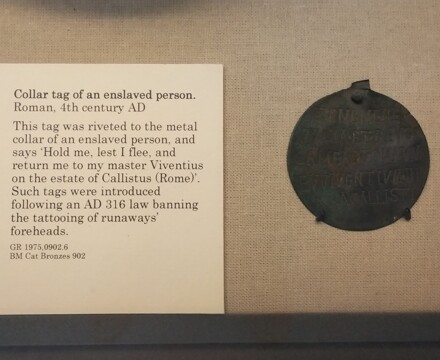 Collar tag of an enslaved person.
Roman, 4th century AD
This tag was riveted to the metal
collar of an enslaved person, and
says 'Hold me, lest I flee, and
return me to my master Viventius
on the estate of Callistus (Rome)'.
Such tags were introduced
following an AD 316 law banning
the tattooing of runaways'
foreheads.
GR 1975,0902.6
BM Cat Bronzes 902